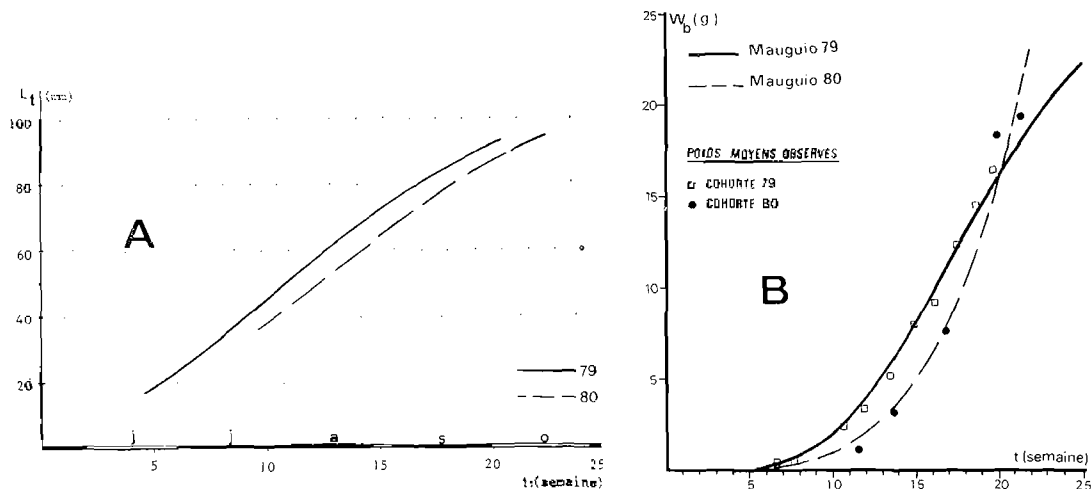 L_t (mm)
100
80
60
40
20
A
79
80
j
j
a
s
o
5
10
15
20
25
t (semaine)
W_b (g)
25
20
15
10
5
Mauguio 79
Mauguio 80
POIDS MOYENS OBSERVÉS
COHORTE 79
COHORTE 80
B
t (semaine)
5
10
15
20
25